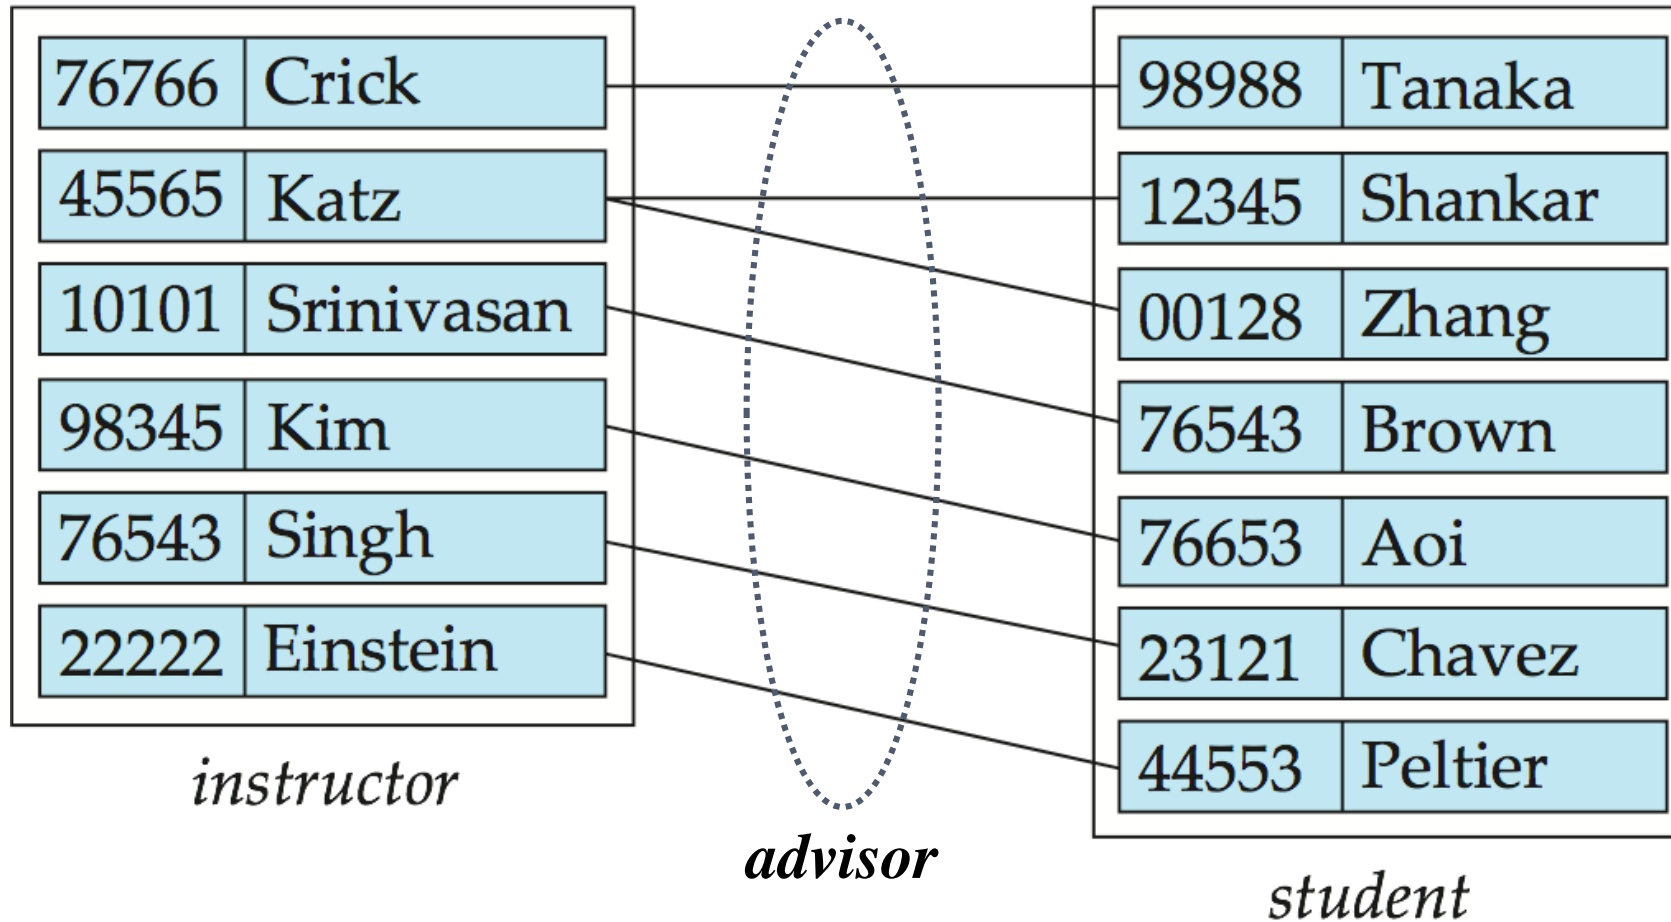 76766 Crick
45565 Katz
10101 Srinivasan
98345 Kim
76543 Singh
22222 Einstein
instructor
advisor
98988 Tanaka
12345 Shankar
00128 Zhang
76543 Brown
76653 Aoi
23121 Chavez
44553 Peltier
student